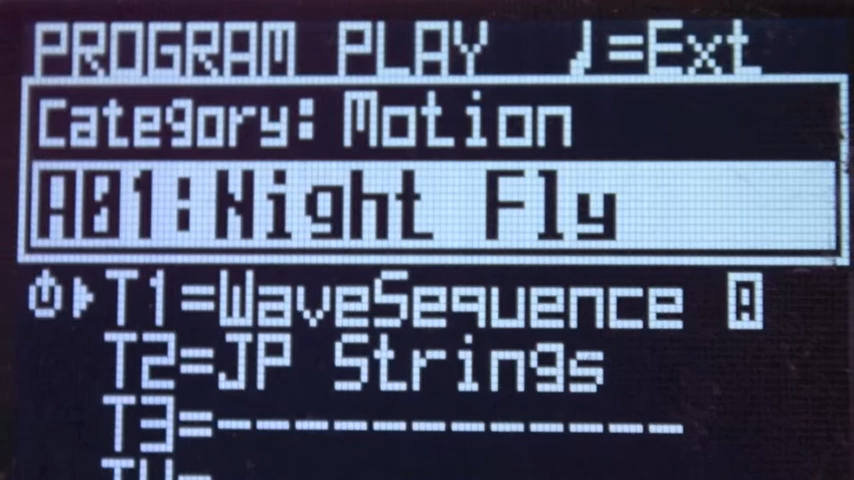 PROGRAM PLAY ♩=Ext
Category: Motion
A01:Night Fly
T1=WaveSequence A
T2=JP Strings
T3=-------------